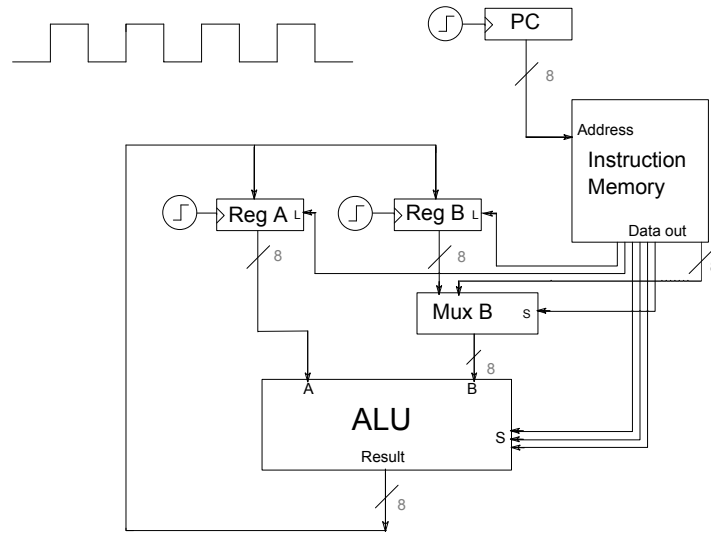 PC
8
Address
Instruction
Memory
Data out
Reg A L
Reg B L
8
8
Mux B S
8
A B
ALU
S
Result
8